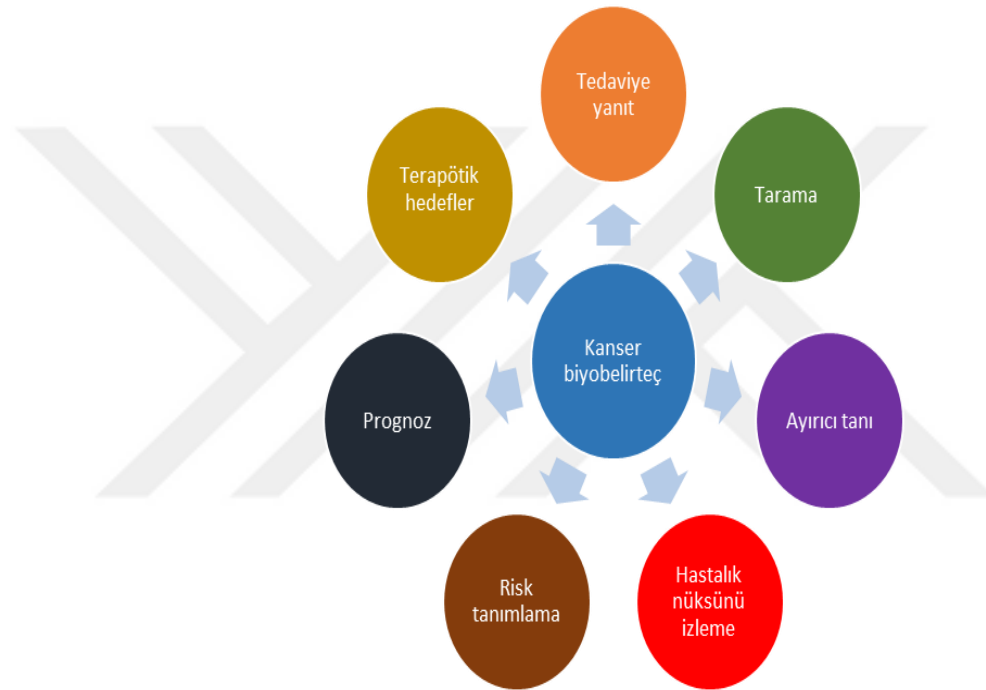 Tedaviye
yanıt
Terapötik
hedefler
Tarama
Kanser
biyobelirteç
Prognoz
Ayırıcı tanı
Risk
tanımlama
Hastalık
nüksünü
izleme